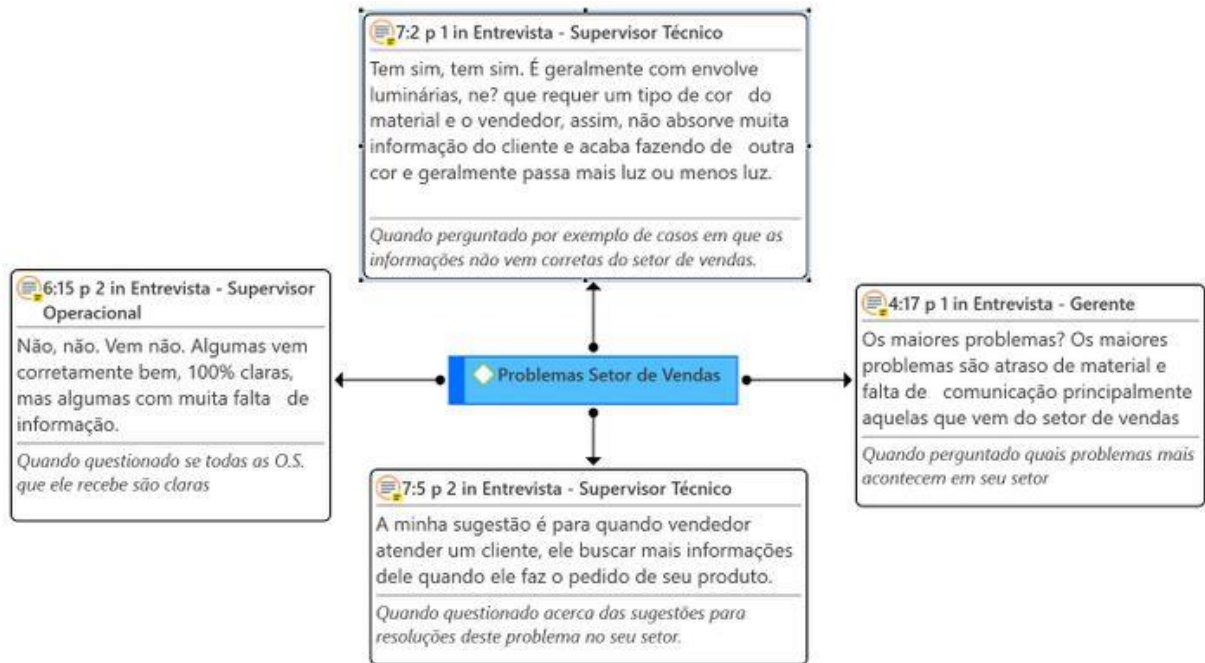 7:2 p 1 in Entrevista - Supervisor Técnico
Tem sim, tem sim. É geralmente com envolve
luminárias, ne? que requer um tipo de cor do
material e o vendedor, assim, não absorve muita
informação do cliente e acaba fazendo de outra
cor e geralmente passa mais luz ou menos luz.
Quando perguntado por exemplo de casos em que as
informações não vem corretas do setor de vendas.
6:15 p 2 in Entrevista - Supervisor
Operacional
Não, não. Vem não. Algumas vem
corretamente bem, 100% claras,
mas algumas com muita falta de
informação.
Quando questionado se todas as O.S.
que ele recebe são claras
Problemas Setor de Vendas
4:17 p 1 in Entrevista - Gerente
Os maiores problemas? Os maiores
problemas são atraso de material e
falta de comunicação principalmente
aquelas que vem do setor de vendas
Quando perguntado quais problemas mais
acontecem em seu setor
7:5 p 2 in Entrevista - Supervisor Técnico
A minha sugestão é para quando vendedor
atender um cliente, ele buscar mais informações
dele quando ele faz o pedido de seu produto.
Quando questionado acerca das sugestões para
resoluções deste problema no seu setor.